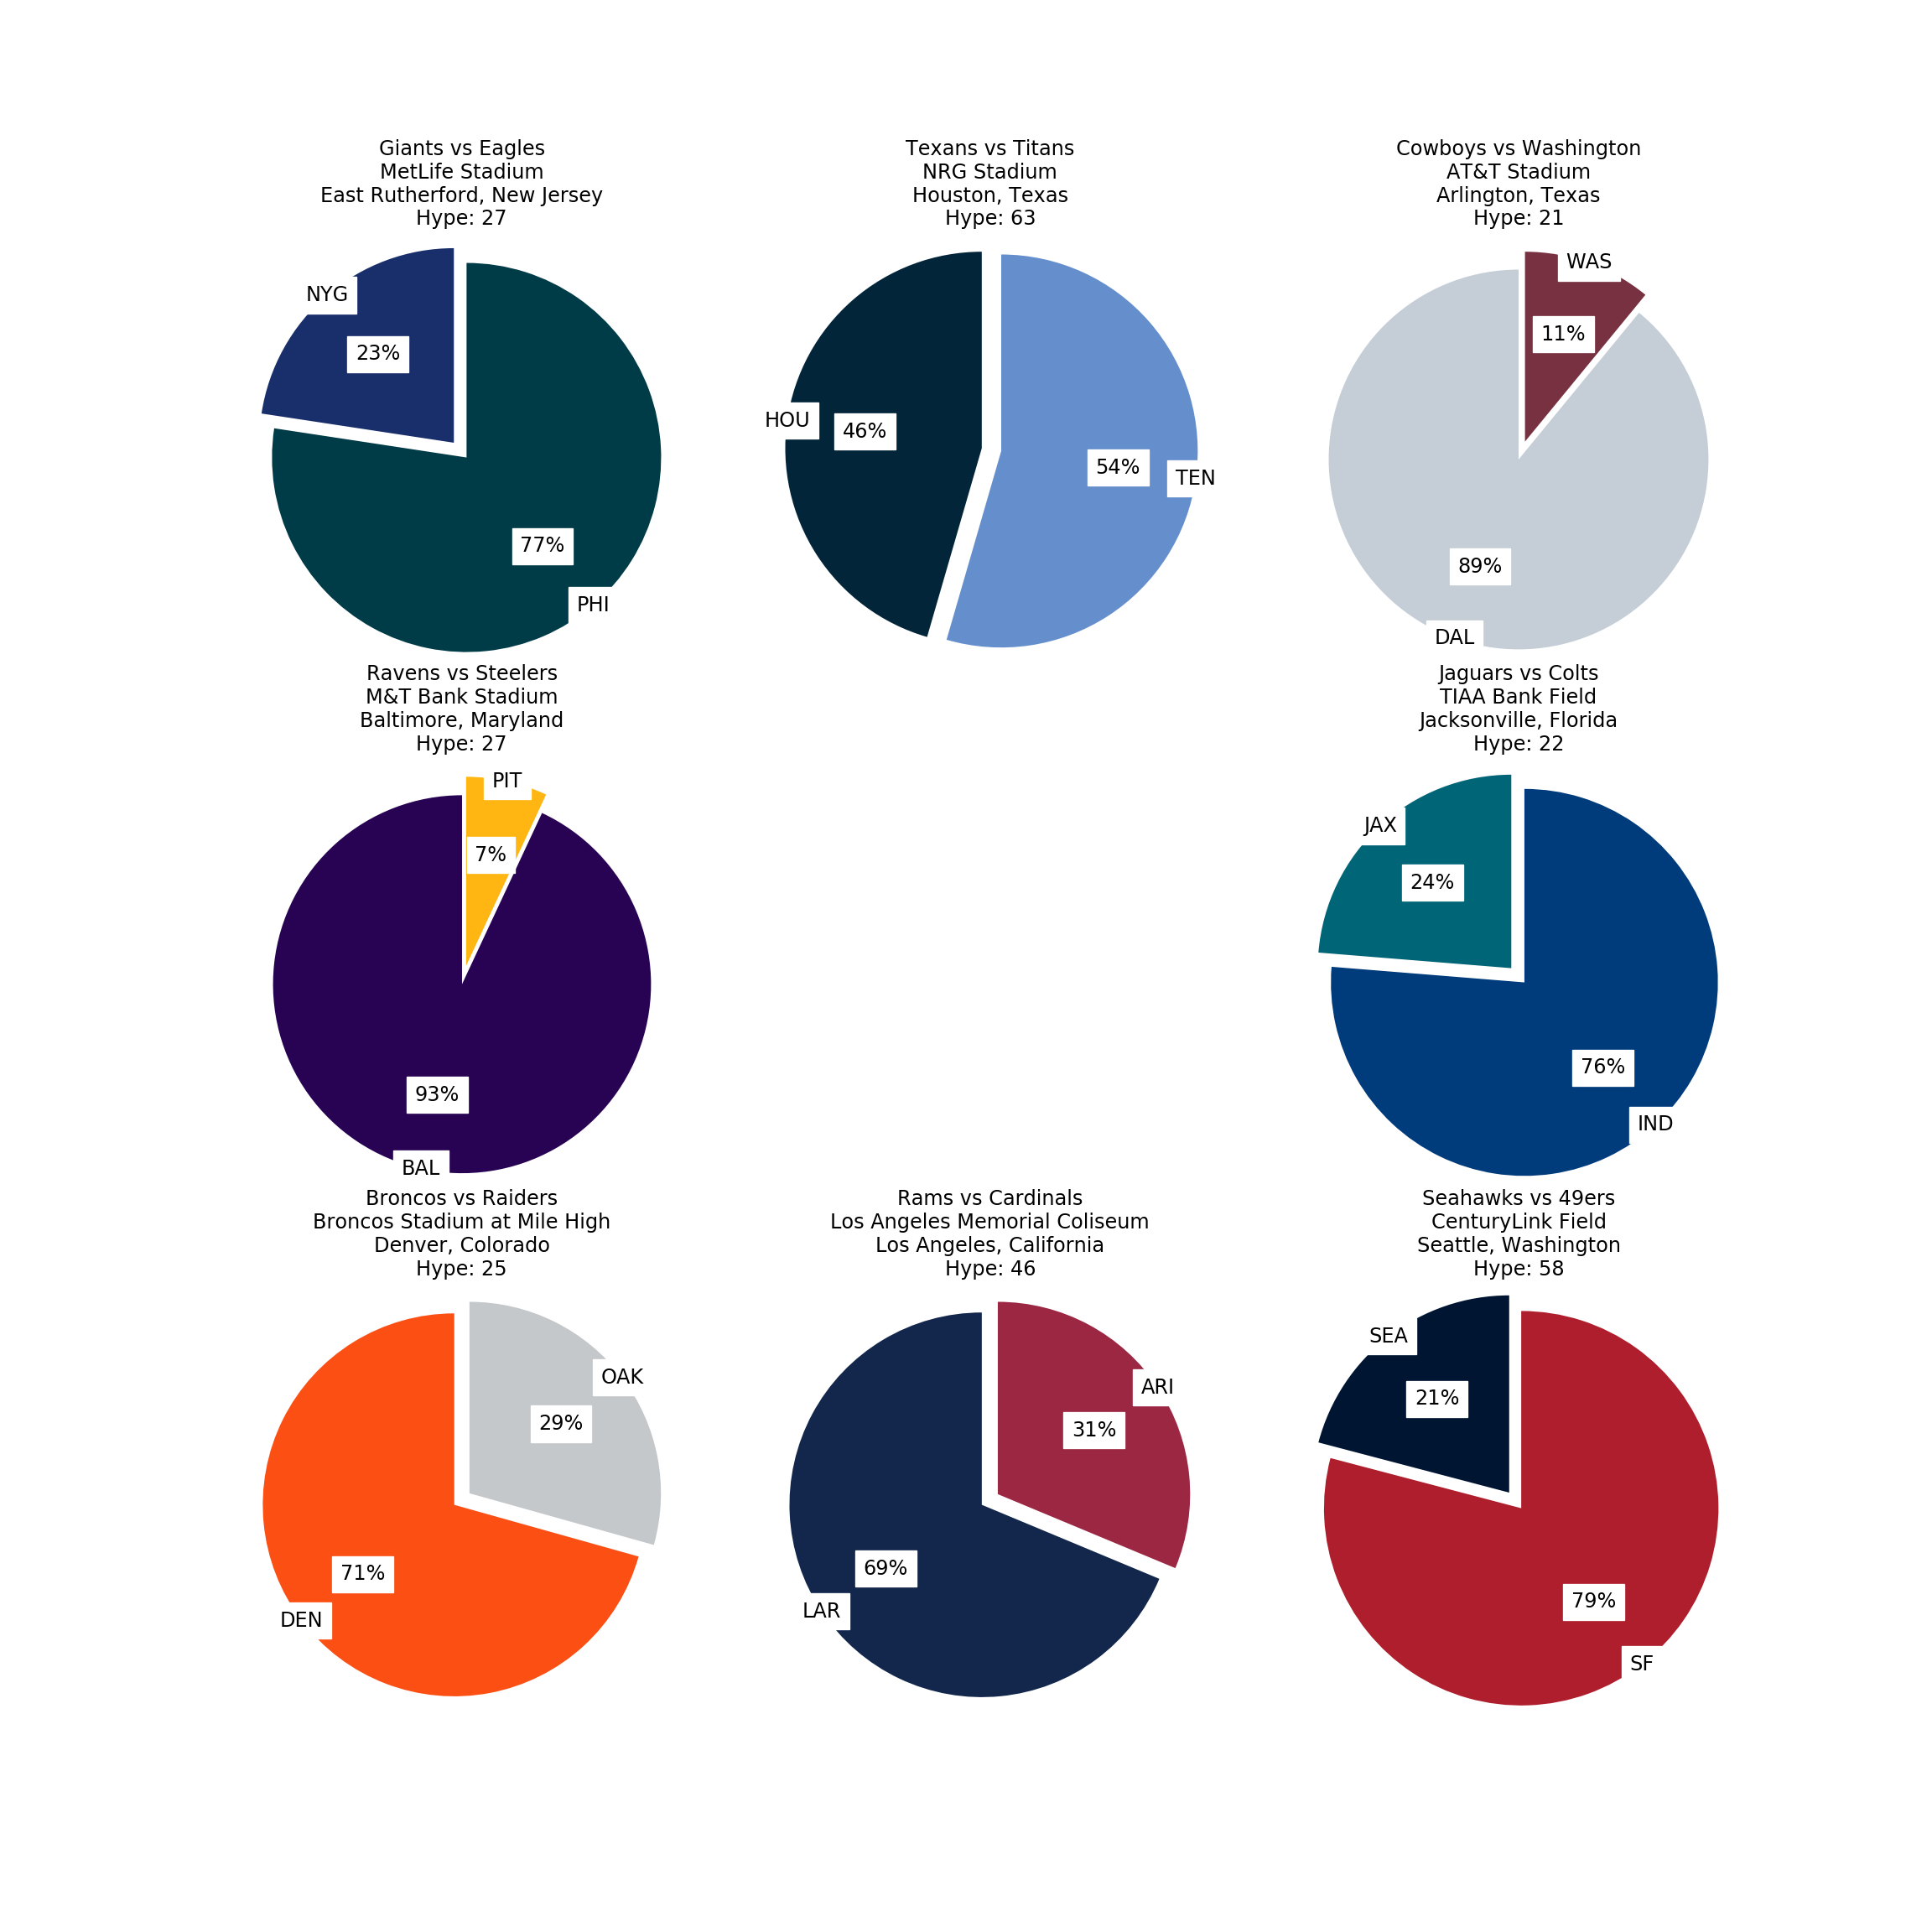 Giants vs Eagles
MetLife Stadium
East Rutherford, New Jersey
Hype: 27
NYG
23%
77%
PHI
Texans vs Titans
NRG Stadium
Houston, Texas
Hype: 63
HOU
46%
54%
TEN
Cowboys vs Washington
AT&T Stadium
Arlington, Texas
Hype: 21
WAS
11%
89%
DAL
Ravens vs Steelers
M&T Bank Stadium
Baltimore, Maryland
Hype: 27
PIT
7%
93%
BAL
Jaguars vs Colts
TIAA Bank Field
Jacksonville, Florida
Hype: 22
JAX
24%
76%
IND
Broncos vs Raiders
Broncos Stadium at Mile High
Denver, Colorado
Hype: 25
OAK
29%
71%
DEN
Rams vs Cardinals
Los Angeles Memorial Coliseum
Los Angeles, California
Hype: 46
ARI
31%
69%
LAR
Seahawks vs 49ers
CenturyLink Field
Seattle, Washington
Hype: 58
SEA
21%
79%
SF